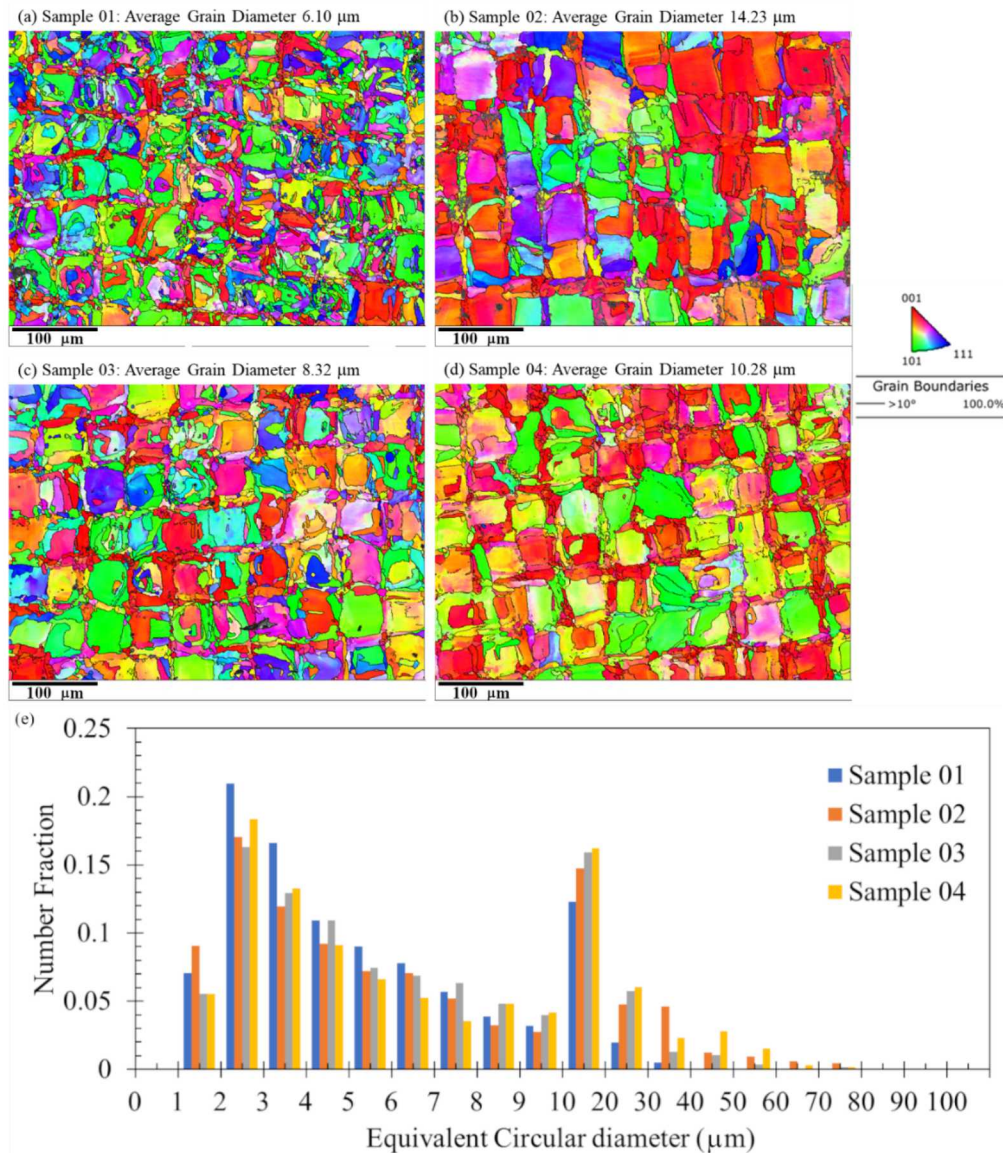 (a) Sample 01: Average Grain Diameter 6.10 µm
(b) Sample 02: Average Grain Diameter 14.23 µm
100 µm
100 µm
001
101
111
Grain Boundaries
>10° 100.0%
(c) Sample 03: Average Grain Diameter 8.32 µm
(d) Sample 04: Average Grain Diameter 10.28 µm
100 µm
100 µm
(e)
0.25
0.2
0.15
0.1
0.05
0
Number Fraction
Sample 01
Sample 02
Sample 03
Sample 04
0 1 2 3 4 5 6 7 8 9 10 20 30 40 50 60 70 80 90 100
Equivalent Circular diameter (µm)